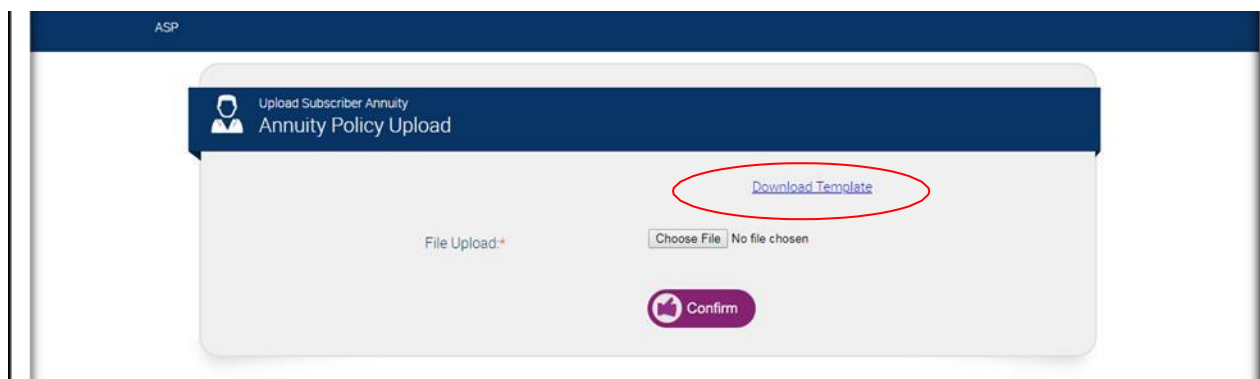 ASP
Upload Subscriber Annuity
Annuity Policy Upload
Download Template
File Upload:* Choose File No file chosen
Confirm